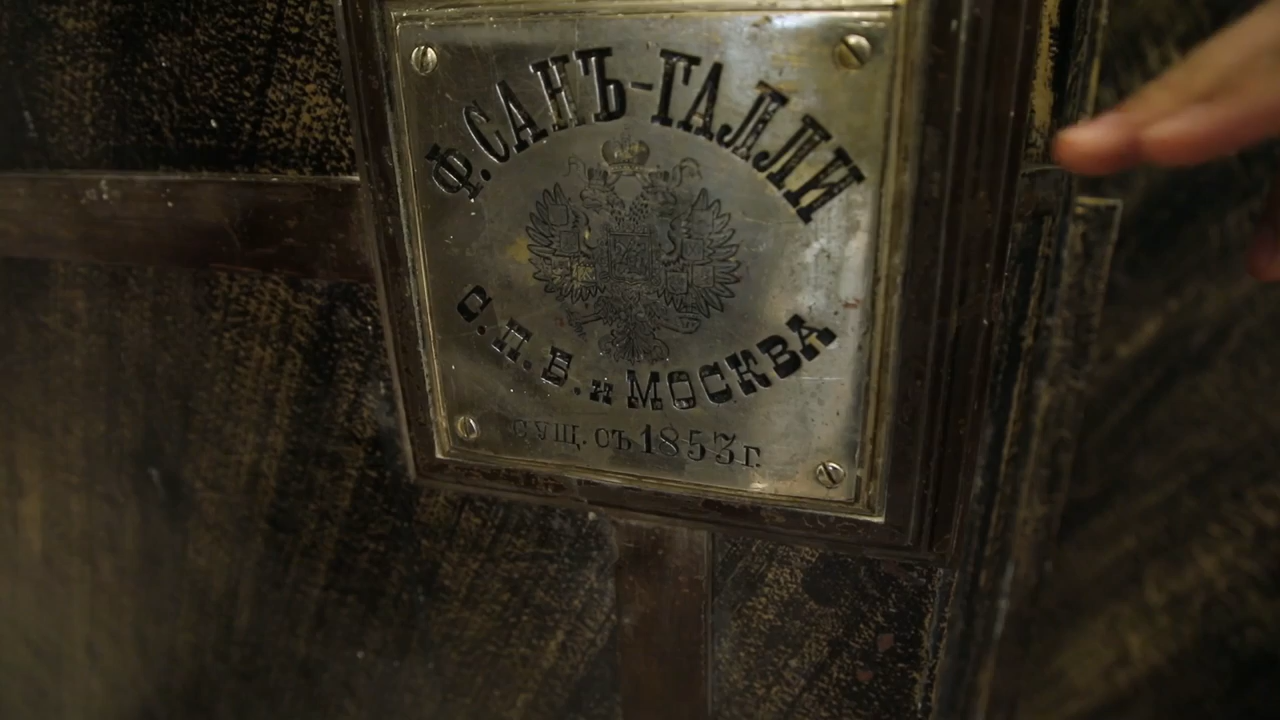 Ф. САНЪ-ГАЛЛИ
С. П. Б. и МОСКВА
СУЩ. СЪ 1853 г.